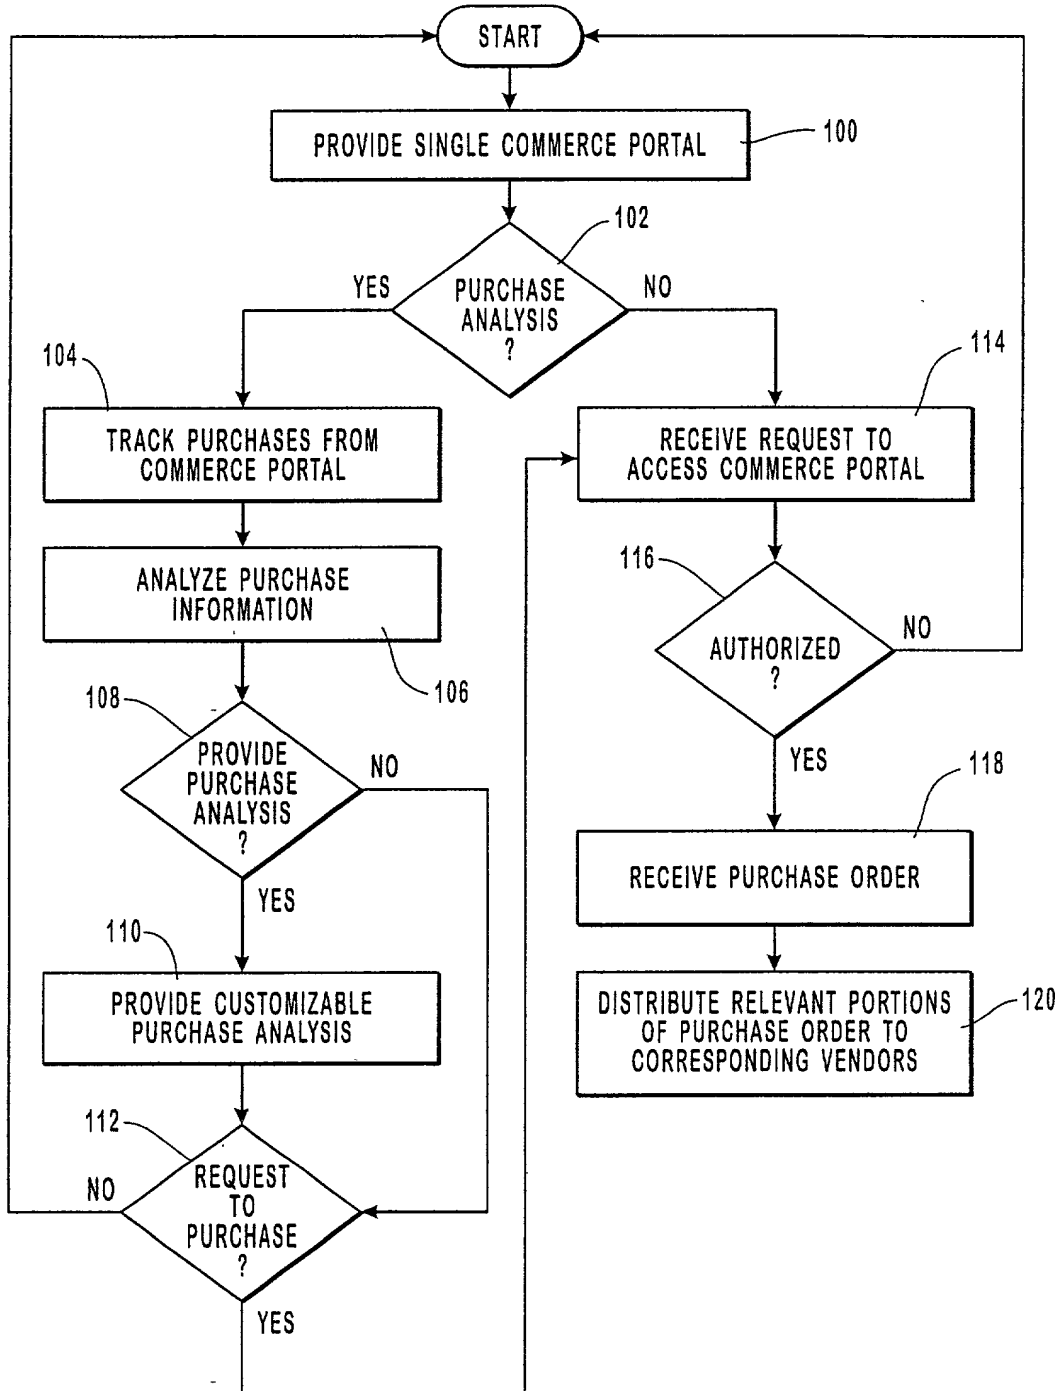 START
PROVIDE SINGLE COMMERCE PORTAL
100
102
YES
PURCHASE
ANALYSIS
?
NO
104
TRACK PURCHASES FROM
COMMERCE PORTAL
114
RECEIVE REQUEST TO
ACCESS COMMERCE PORTAL
ANALYZE PURCHASE
INFORMATION
106
116
AUTHORIZED
?
NO
YES
108
PROVIDE
PURCHASE
ANALYSIS
?
NO
YES
118
RECEIVE PURCHASE ORDER
110
PROVIDE CUSTOMIZABLE
PURCHASE ANALYSIS
DISTRIBUTE RELEVANT PORTIONS
OF PURCHASE ORDER TO
CORRESPONDING VENDORS
120
112
NO
REQUEST
TO
PURCHASE
?
YES